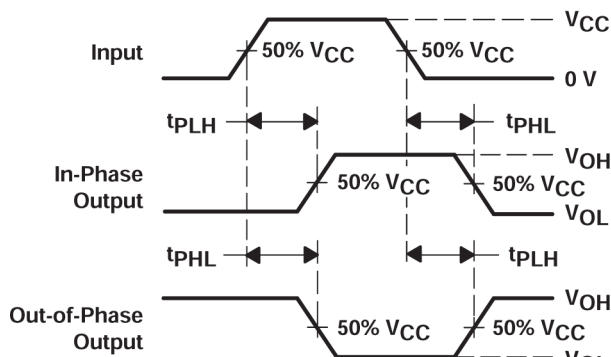 VCC
Input 50% VCC 50% VCC
0 V
tPLH tPHL
VOH
In-Phase Output 50% VCC 50% VCC
VOL
tPHL tPLH
VOH
Out-of-Phase Output 50% VCC 50% VCC